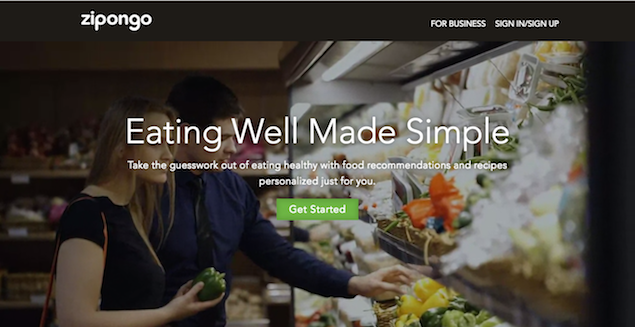 zipongo
FOR BUSINESS SIGN IN/SIGN UP
Eating Well Made Simple
Take the guesswork out of eating healthy with food recommendations and recipes
personalized just for you.
Get Started